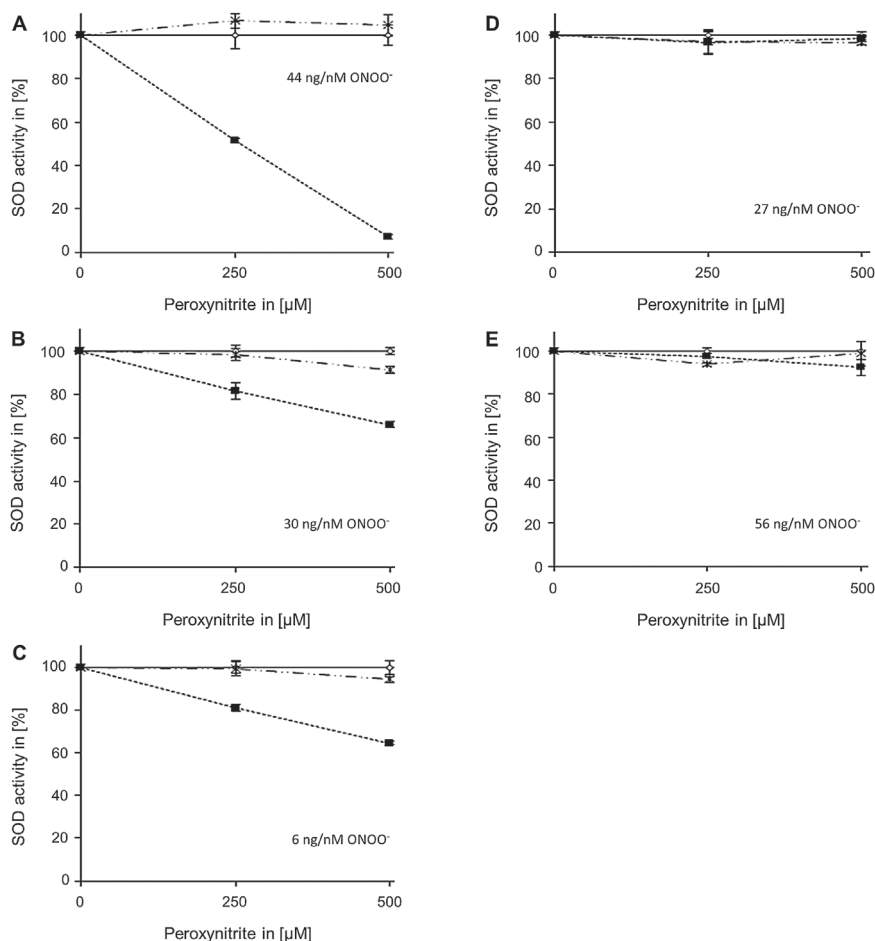 A
SOD activity in [%]
100
80
60
40
20
0
44 ng/nM ONOO⁻
0
250
500
Peroxynitrite in [µM]
B
SOD activity in [%]
100
80
60
40
20
0
30 ng/nM ONOO⁻
0
250
500
Peroxynitrite in [µM]
C
SOD activity in [%]
100
80
60
40
20
0
6 ng/nM ONOO⁻
0
250
500
Peroxynitrite in [µM]
D
SOD activity in [%]
100
80
60
40
20
0
27 ng/nM ONOO⁻
0
250
500
Peroxynitrite in [µM]
E
SOD activity in [%]
100
80
60
40
20
0
56 ng/nM ONOO⁻
0
250
500
Peroxynitrite in [µM]